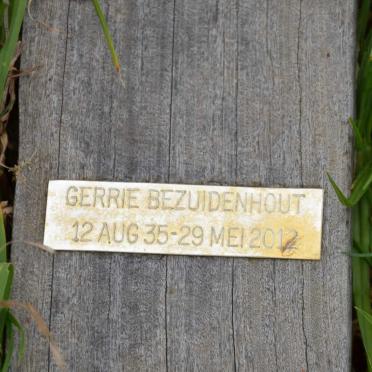 GERRIE BEZUIDENHOUT
12 AUG 35-29 MEI 2012